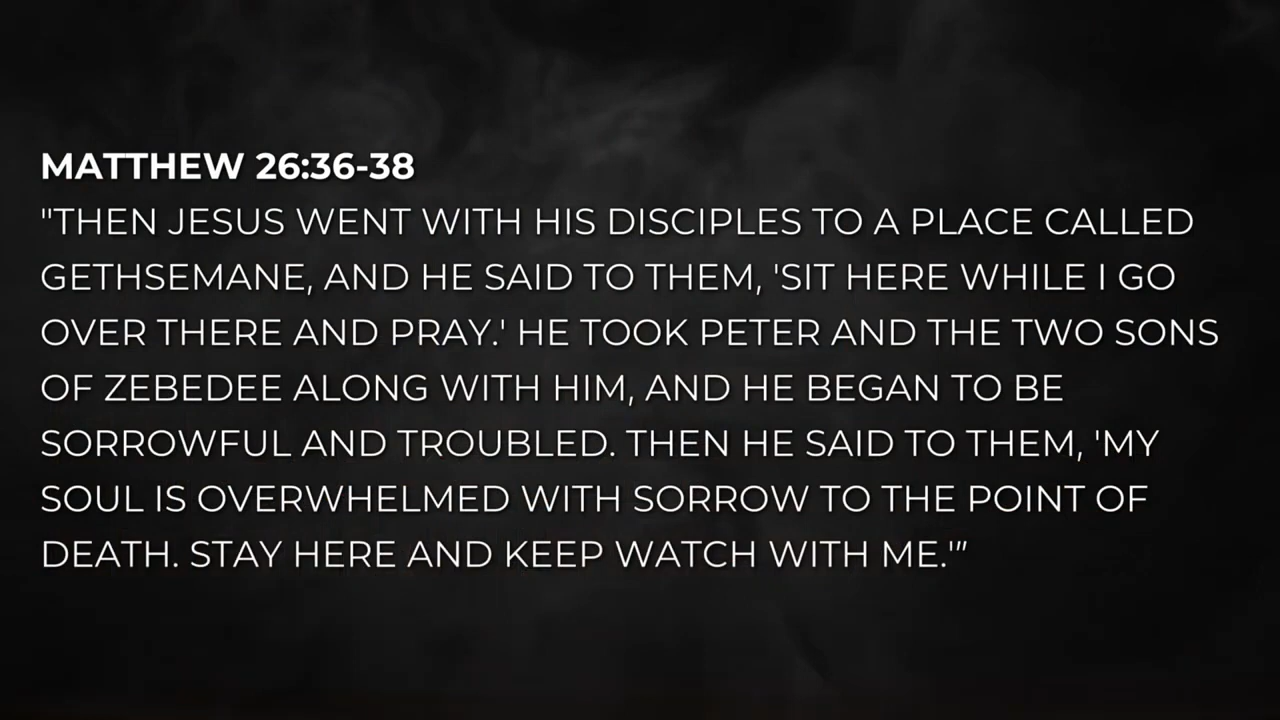 MATTHEW 26:36-38
"THEN JESUS WENT WITH HIS DISCIPLES TO A PLACE CALLED
GETHSEMANE, AND HE SAID TO THEM, 'SIT HERE WHILE I GO
OVER THERE AND PRAY.' HE TOOK PETER AND THE TWO SONS
OF ZEBEDEE ALONG WITH HIM, AND HE BEGAN TO BE
SORROWFUL AND TROUBLED. THEN HE SAID TO THEM, 'MY
SOUL IS OVERWHELMED WITH SORROW TO THE POINT OF
DEATH. STAY HERE AND KEEP WATCH WITH ME.'”